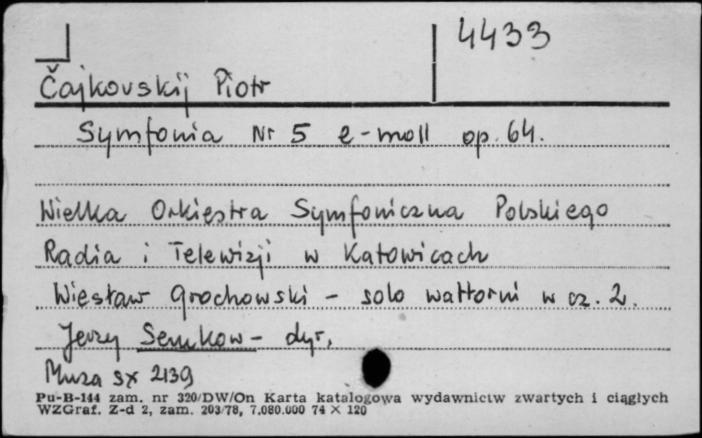 4433
Čajkovskij Piotr
Symfonia Nr 5 e-moll op. 64.
Wielka Orkiestra Symfoniczna Polskiego
Radia i Telewizji w Katowicach
Wiesław Grochowski - solo waltorni w cz. 2.
Jerzy Semkow - dyr.
Muza sx 2139
Pu-B-144 zam. nr 320/DW/On Karta katalogowa wydawnictw zwartych i ciągłych
WZGraf. Z-d 2, zam. 203/78, 7.080.000 74 × 120